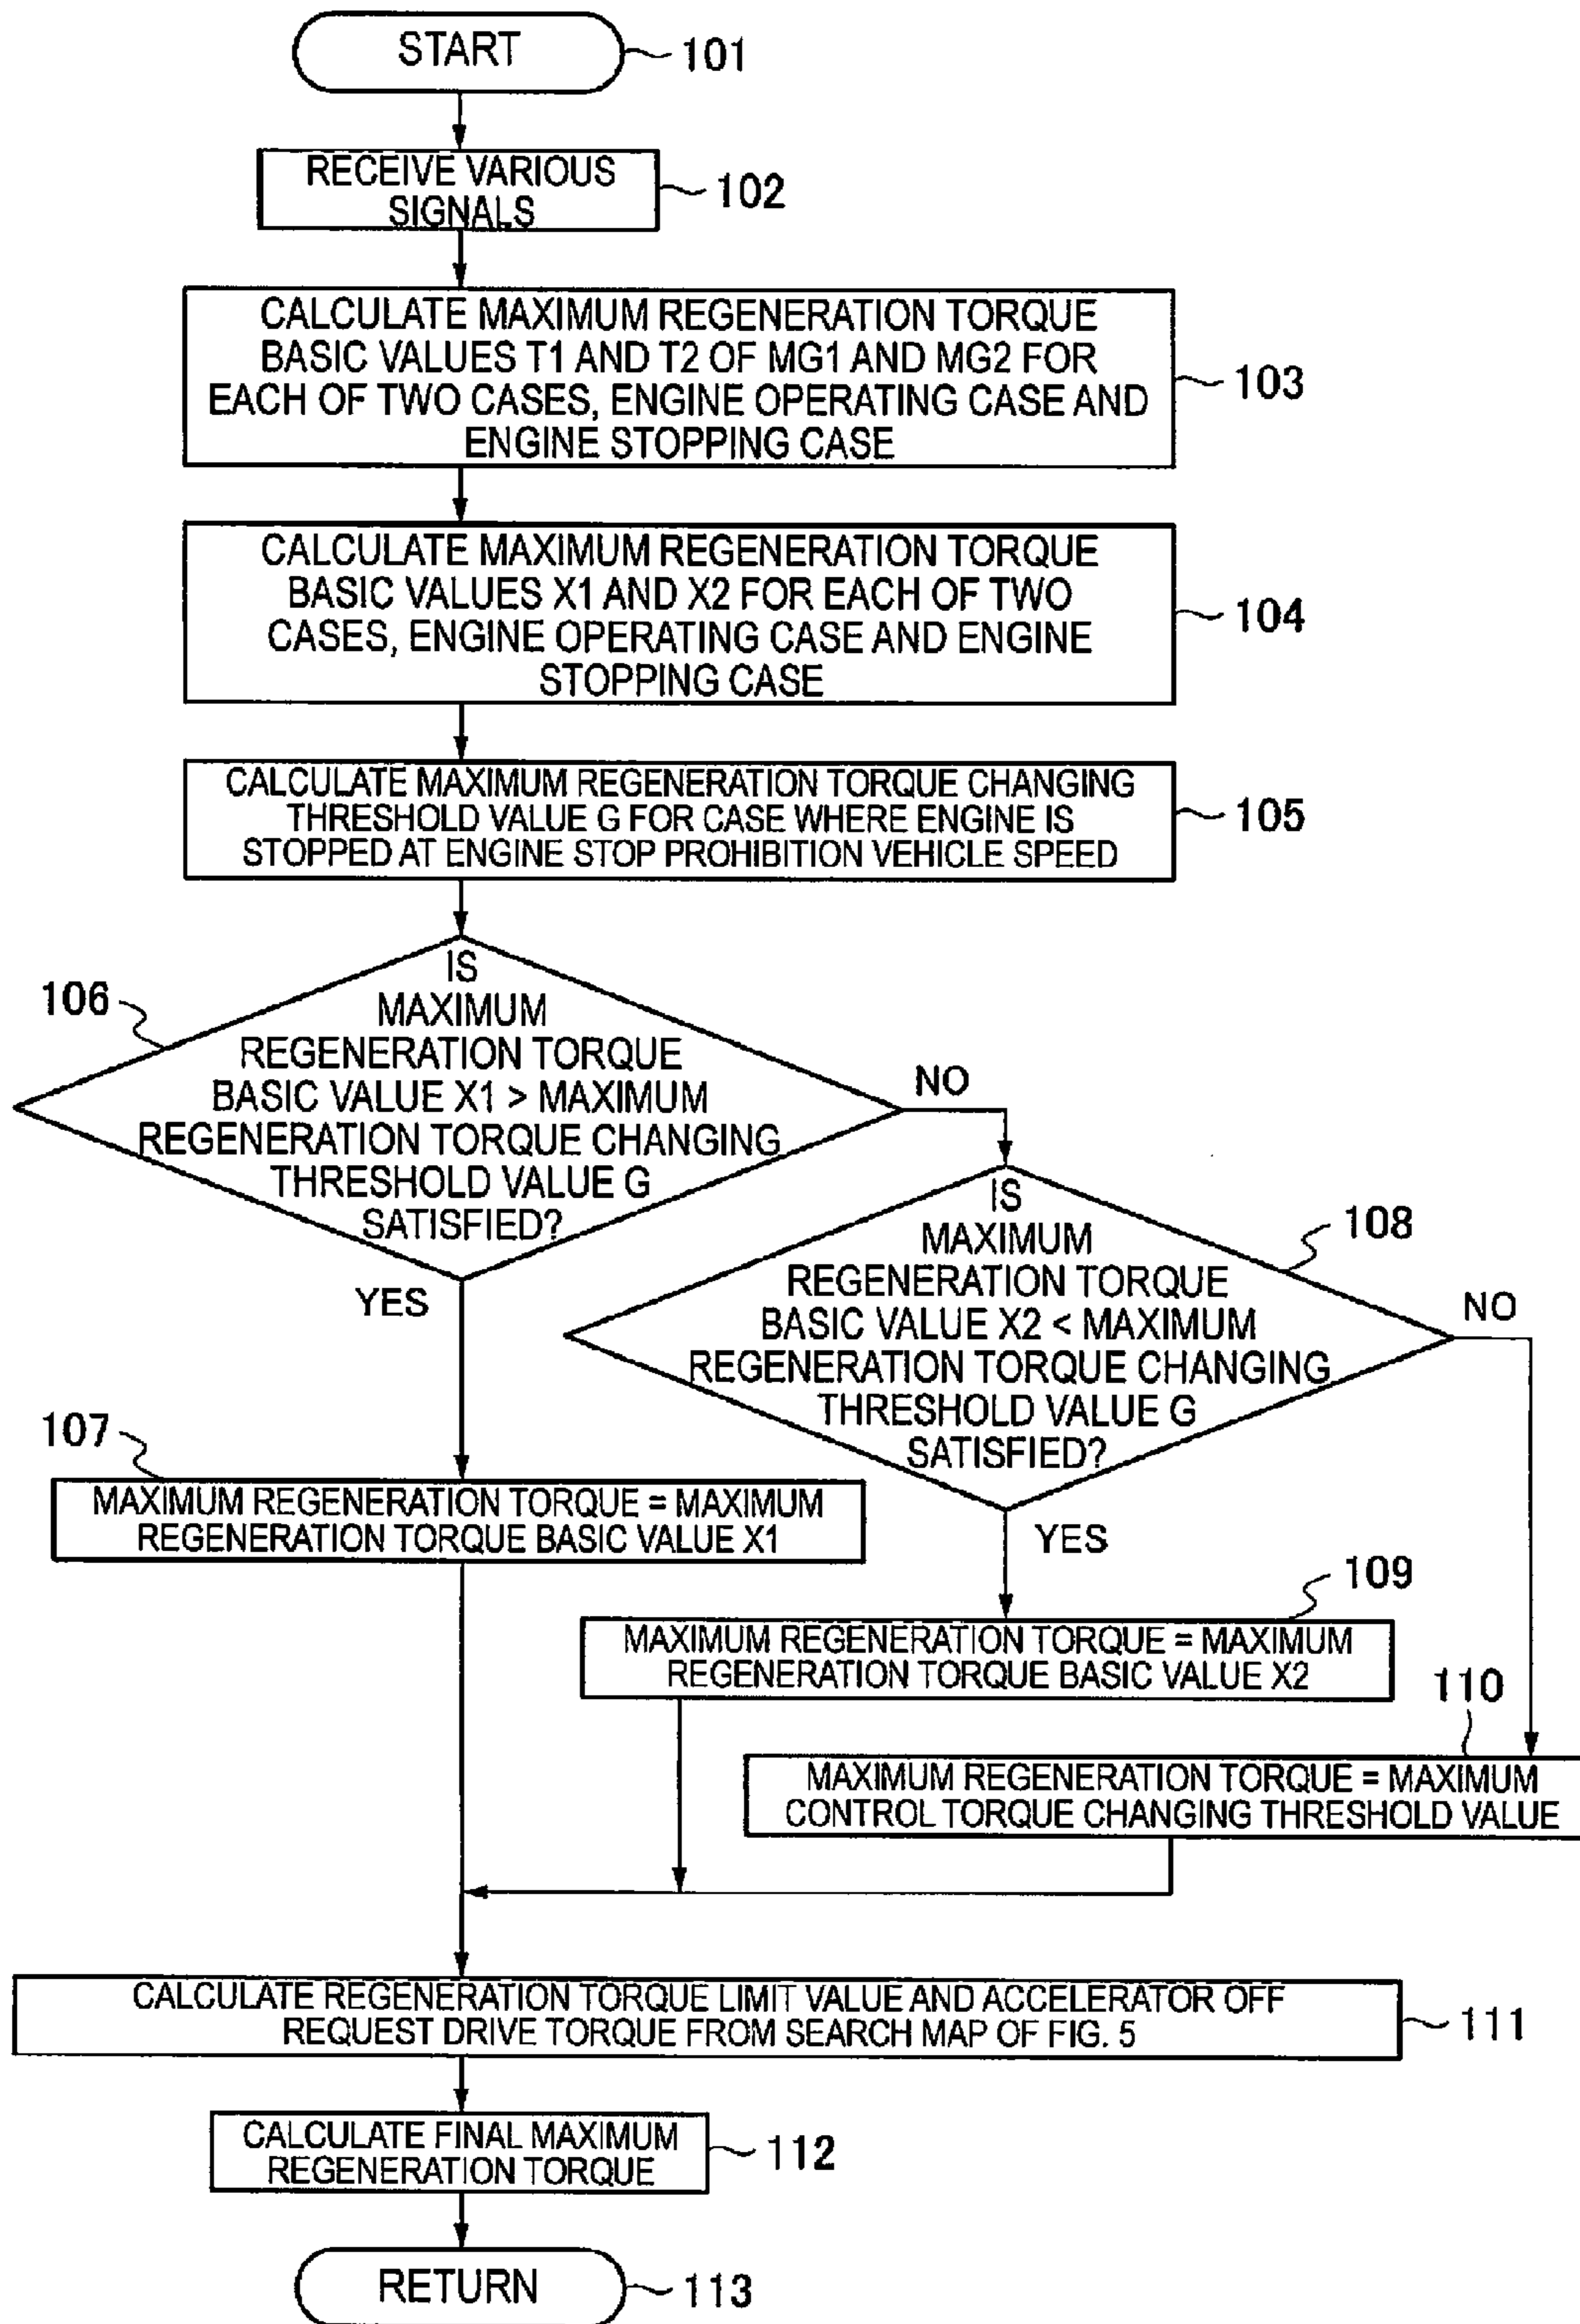 START
101
RECEIVE VARIOUS
SIGNALS
102
CALCULATE MAXIMUM REGENERATION TORQUE
BASIC VALUES T1 AND T2 OF MG1 AND MG2 FOR
EACH OF TWO CASES, ENGINE OPERATING CASE AND
ENGINE STOPPING CASE
103
CALCULATE MAXIMUM REGENERATION TORQUE
BASIC VALUES X1 AND X2 FOR EACH OF TWO
CASES, ENGINE OPERATING CASE AND ENGINE
STOPPING CASE
104
CALCULATE MAXIMUM REGENERATION TORQUE CHANGING
THRESHOLD VALUE G FOR CASE WHERE ENGINE IS
STOPPED AT ENGINE STOP PROHIBITION VEHICLE SPEED
105
106
IS
MAXIMUM
REGENERATION TORQUE
BASIC VALUE X1 > MAXIMUM
REGENERATION TORQUE CHANGING
THRESHOLD VALUE G
SATISFIED?
NO
YES
108
IS
MAXIMUM
REGENERATION TORQUE
BASIC VALUE X2 < MAXIMUM
REGENERATION TORQUE CHANGING
THRESHOLD VALUE G
SATISFIED?
NO
YES
107
MAXIMUM REGENERATION TORQUE = MAXIMUM
REGENERATION TORQUE BASIC VALUE X1
109
MAXIMUM REGENERATION TORQUE = MAXIMUM
REGENERATION TORQUE BASIC VALUE X2
110
MAXIMUM REGENERATION TORQUE = MAXIMUM
CONTROL TORQUE CHANGING THRESHOLD VALUE
CALCULATE REGENERATION TORQUE LIMIT VALUE AND ACCELERATOR OFF
REQUEST DRIVE TORQUE FROM SEARCH MAP OF FIG. 5
111
CALCULATE FINAL MAXIMUM
REGENERATION TORQUE
112
RETURN
113